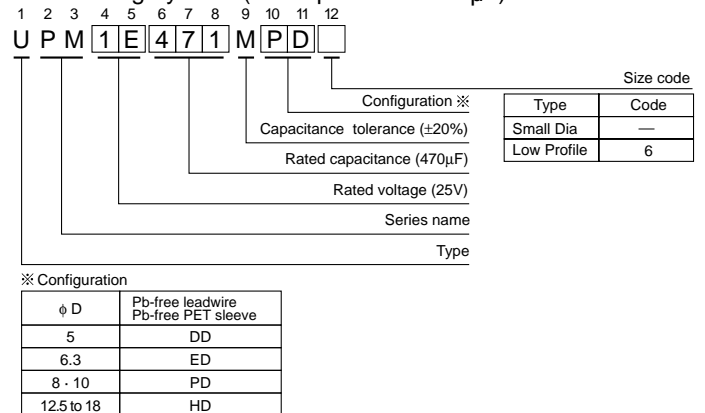 1 2 3 4 5 6 7 8 9 10 11 12
U P M 1 E 4 7 1 M P D
Size code
Configuration ※
Capacitance tolerance (±20%)
Rated capacitance (470µF)
Rated voltage (25V)
Series name
Type
Type Code
Small Dia —
Low Profile 6
※ Configuration
ϕ D Pb-free leadwire
Pb-free PET sleeve
5 DD
6.3 ED
8 · 10 PD
12.5 to 18 HD